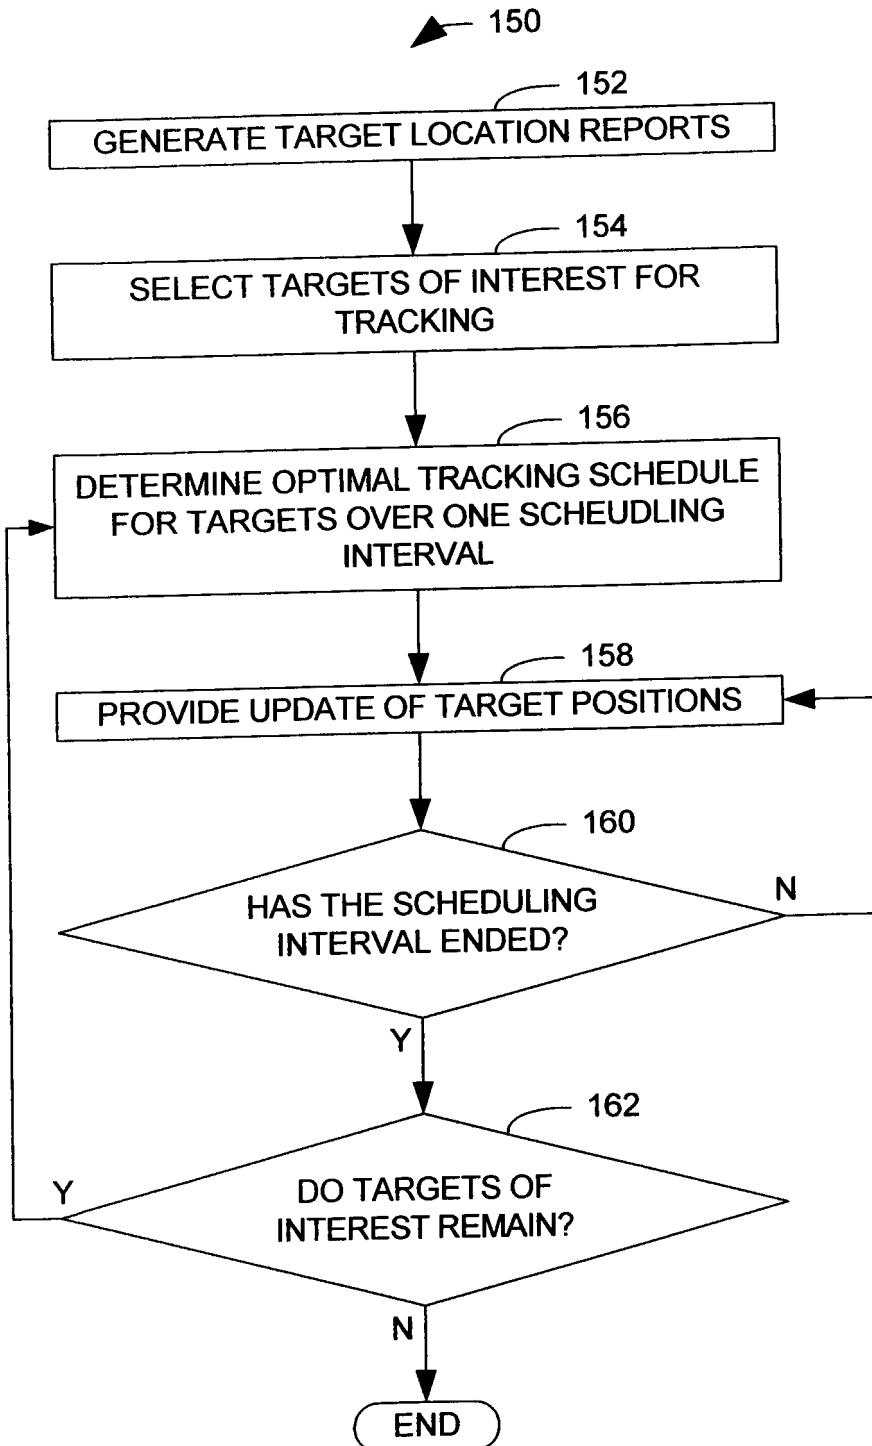 150
152
GENERATE TARGET LOCATION REPORTS
154
SELECT TARGETS OF INTEREST FOR
TRACKING
156
DETERMINE OPTIMAL TRACKING SCHEDULE
FOR TARGETS OVER ONE SCHEUDLING
INTERVAL
158
PROVIDE UPDATE OF TARGET POSITIONS
160
HAS THE SCHEDULING
INTERVAL ENDED?
N
Y
162
DO TARGETS OF
INTEREST REMAIN?
Y
N
END